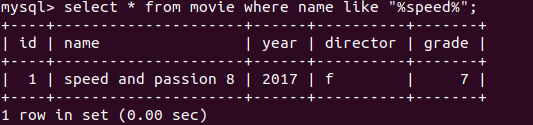 mysql> select * from movie where name like "%speed%";
+----+---------------------+------+----------+-------+
| id | name                | year | director | grade |
+----+---------------------+------+----------+-------+
|  1 | speed and passion 8 | 2017 | f        |     7 |
+----+---------------------+------+----------+-------+
1 row in set (0.00 sec)